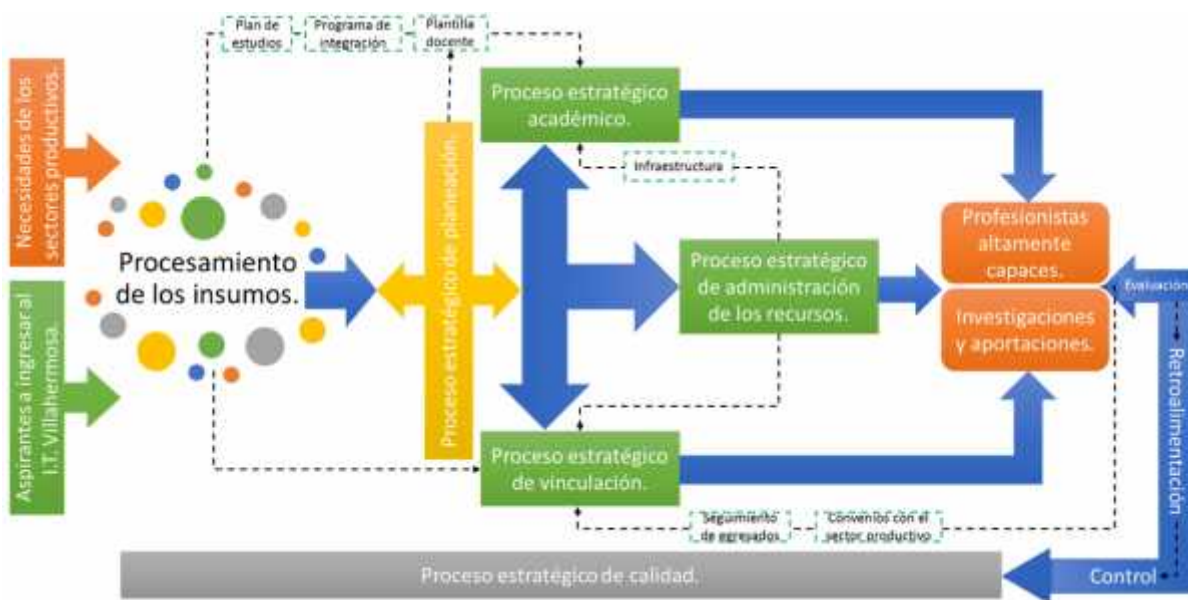 Plan de
estudios
Programa de
integración
Plantilla
docente
Necesidades de los
sectores productivos.
Aspirantes a ingresar al
I.T. Villahermosa.
Procesamiento
de los insumos.
Proceso estratégico de planeación.
Proceso estratégico
académico.
Infraestructura
Proceso estratégico
de administración
de los recursos.
Proceso estratégico
de vinculación.
Profesionistas
altamente
capaces.
Investigaciones
y aportaciones.
Evaluación
Retroalimentación
Seguimiento
de egresados
Convenios con el
sector productivo
Proceso estratégico de calidad.
Control